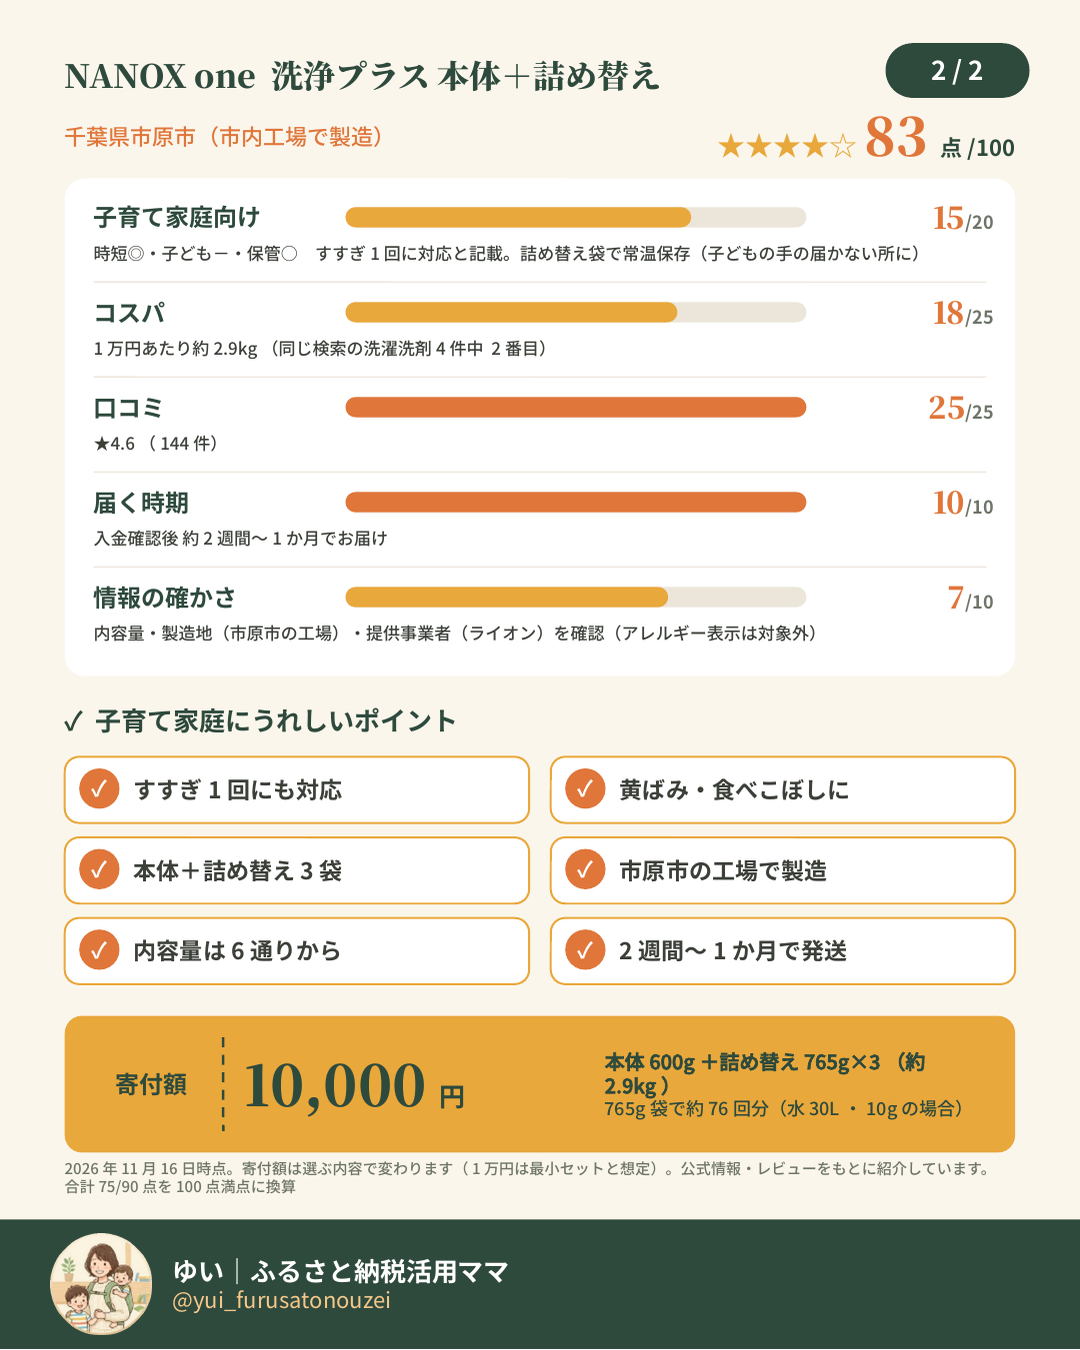 NANOX one 洗浄プラス 本体＋詰め替え
2 / 2
千葉県市原市（市内工場で製造）
★★★★☆ 83 点 /100
子育て家庭向け
15/20
時短◎・子ども－・保管○ すすぎ 1 回に対応と記載。詰め替え袋で常温保存（子どもの手の届かない所に）
コスパ
18/25
1 万円あたり約 2.9kg （同じ検索の洗濯洗剤 4 件中 2 番目）
口コミ
25/25
★4.6 （ 144 件）
届く時期
10/10
入金確認後 約 2 週間～ 1 か月でお届け
情報の確かさ
7/10
内容量・製造地（市原市の工場）・提供事業者（ライオン）を確認（アレルギー表示は対象外）
✓ 子育て家庭にうれしいポイント
✓ すすぎ 1 回にも対応
✓ 黄ばみ・食べこぼしに
✓ 本体＋詰め替え 3 袋
✓ 市原市の工場で製造
✓ 内容量は 6 通りから
✓ 2 週間～ 1 か月で発送
寄付額
10,000 円
本体 600g ＋詰め替え 765g×3 （約
2.9kg ）
765g 袋で約 76 回分（水 30L ・ 10g の場合）
2026 年 11 月 16 日時点。寄付額は選ぶ内容で変わります（ 1 万円は最小セットと想定）。公式情報・レビューをもとに紹介しています。
合計 75/90 点を 100 点満点に換算
ゆい｜ふるさと納税活用ママ
@yui_furusatonouzei